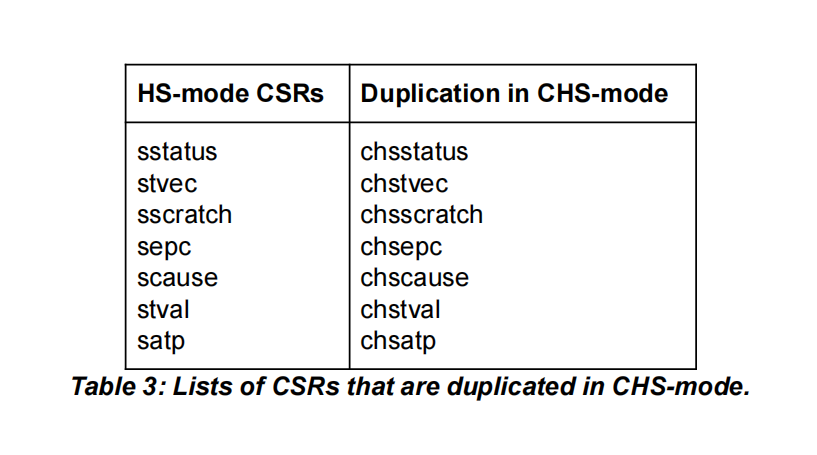 HS-mode CSRs Duplication in CHS-mode
sstatus chsstatus
stvec chstvec
sscratch chsscratch
sepc chsepc
scause chscause
stval chstval
satp chsatp
Table 3: Lists of CSRs that are duplicated in CHS-mode.